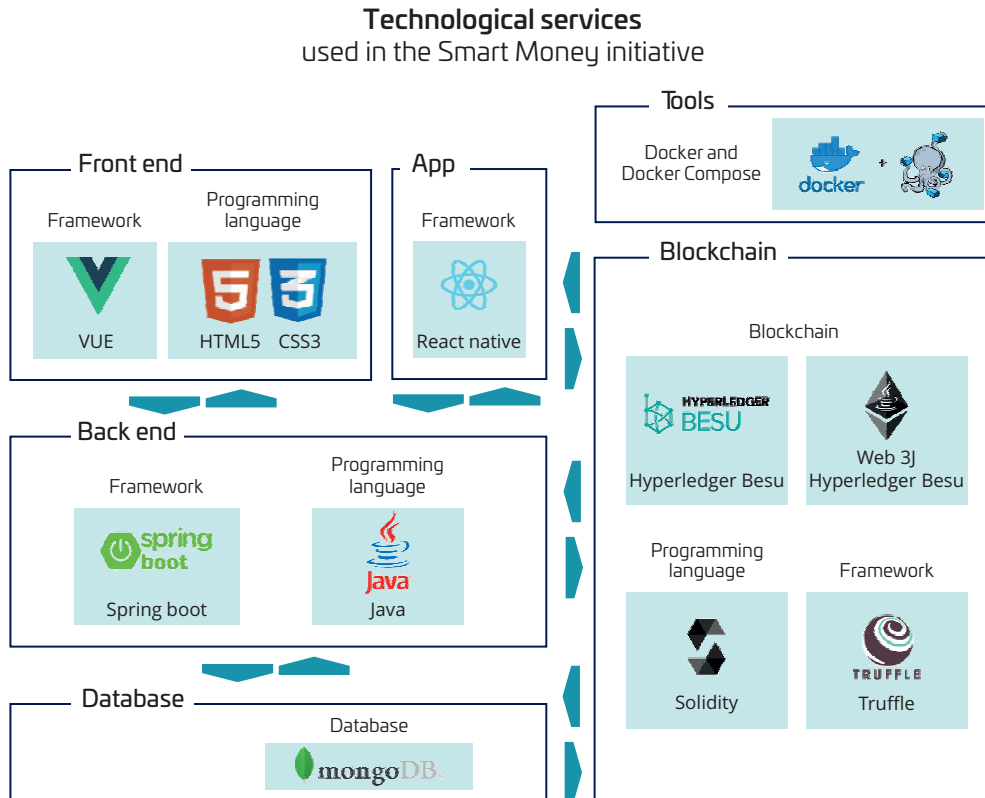 Technological services
used in the Smart Money initiative
Tools
Docker and
Docker Compose
docker
+
Front end
Framework
VUE
Programming
language
5
3
HTML5
CSS3
App
Framework
React native
Blockchain
Blockchain
HYPERLEDGER
BESU
Hyperledger Besu
Web 3J
Hyperledger Besu
Programming
language
Solidity
Framework
TRUFFLE
Truffle
Back end
Framework
spring
boot
Spring boot
Programming
language
Java
Java
Database
Database
mongoDB